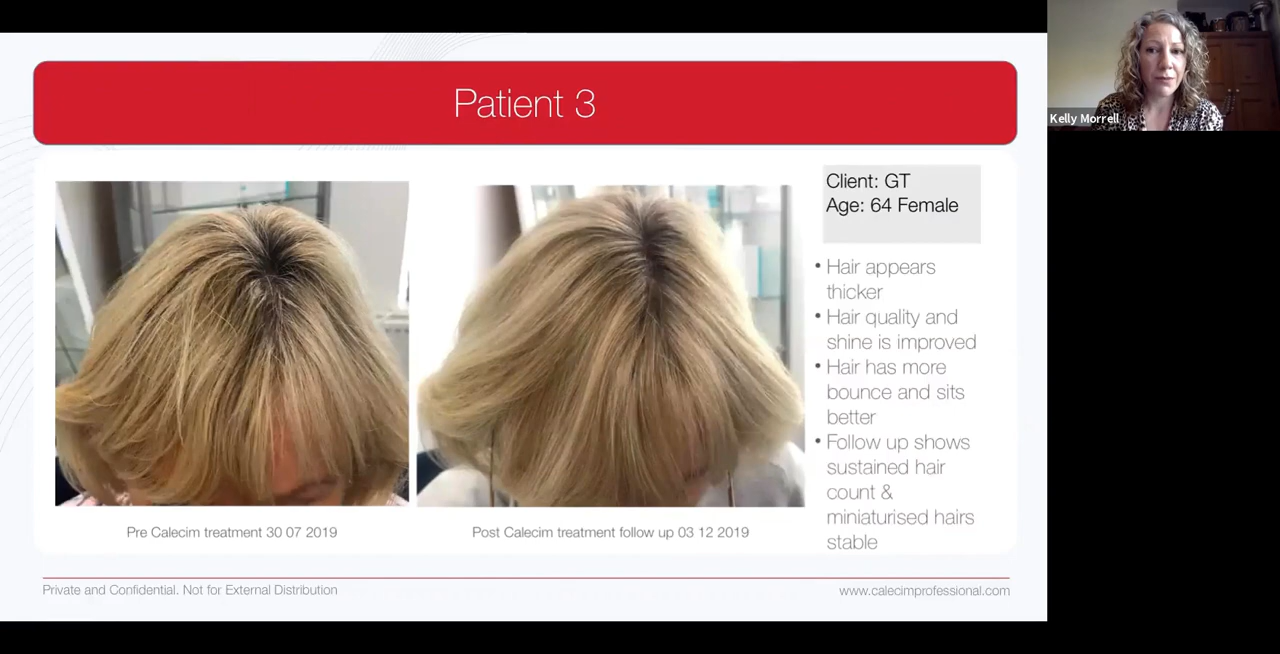 Patient 3
Kelly Morrell
Client: GT
Age: 64 Female
• Hair appears
thicker
• Hair quality and
shine is improved
• Hair has more
bounce and sits
better
• Follow up shows
sustained hair
count &
miniaturised hairs
stable
Pre Calecim treatment 30 07 2019
Post Calecim treatment follow up 03 12 2019
Private and Confidential. Not for External Distribution
www.calecimprofessional.com